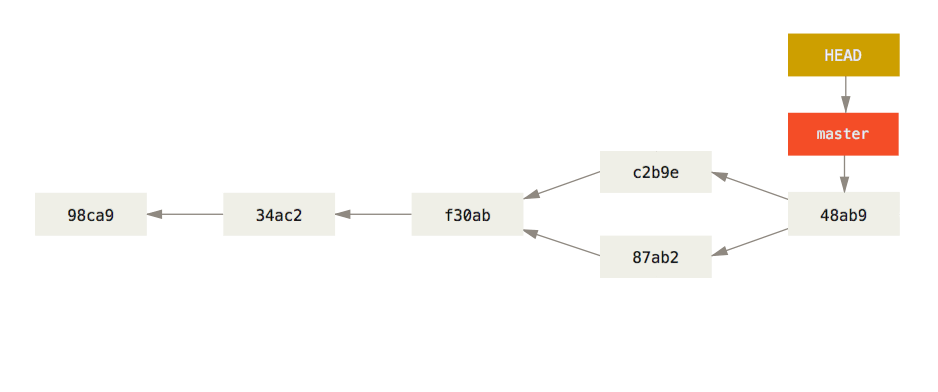 HEAD
master
c2b9e
98ca9
34ac2
f30ab
48ab9
87ab2